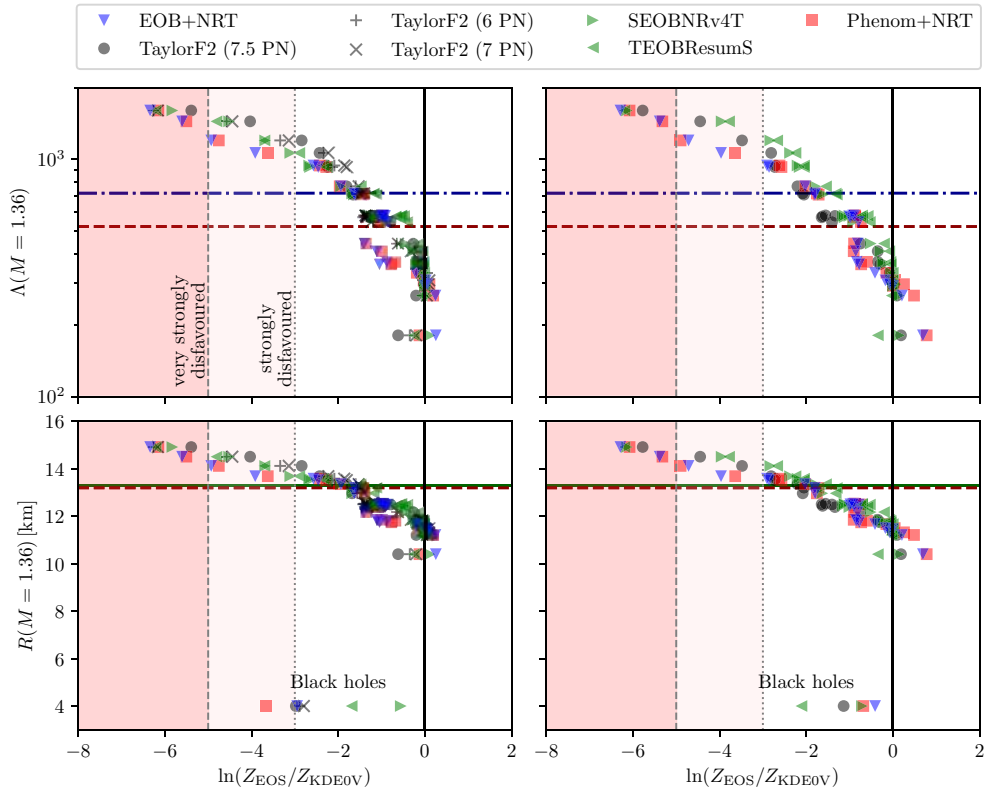 EOB+NRT
TaylorF2 (7.5 PN)
TaylorF2 (6 PN)
TaylorF2 (7 PN)
SEOBNRv4T
TEOBResumS
Phenom+NRT
Λ(M = 1.36)
10³
10²
very strongly
disfavoured
strongly
disfavoured
R(M = 1.36) [km]
16
14
12
10
8
6
4
Black holes
Black holes
−8 −6 −4 −2 0 2
−8 −6 −4 −2 0 2
ln(Z_EOS/Z_KDE0V)
ln(Z_EOS/Z_KDE0V)